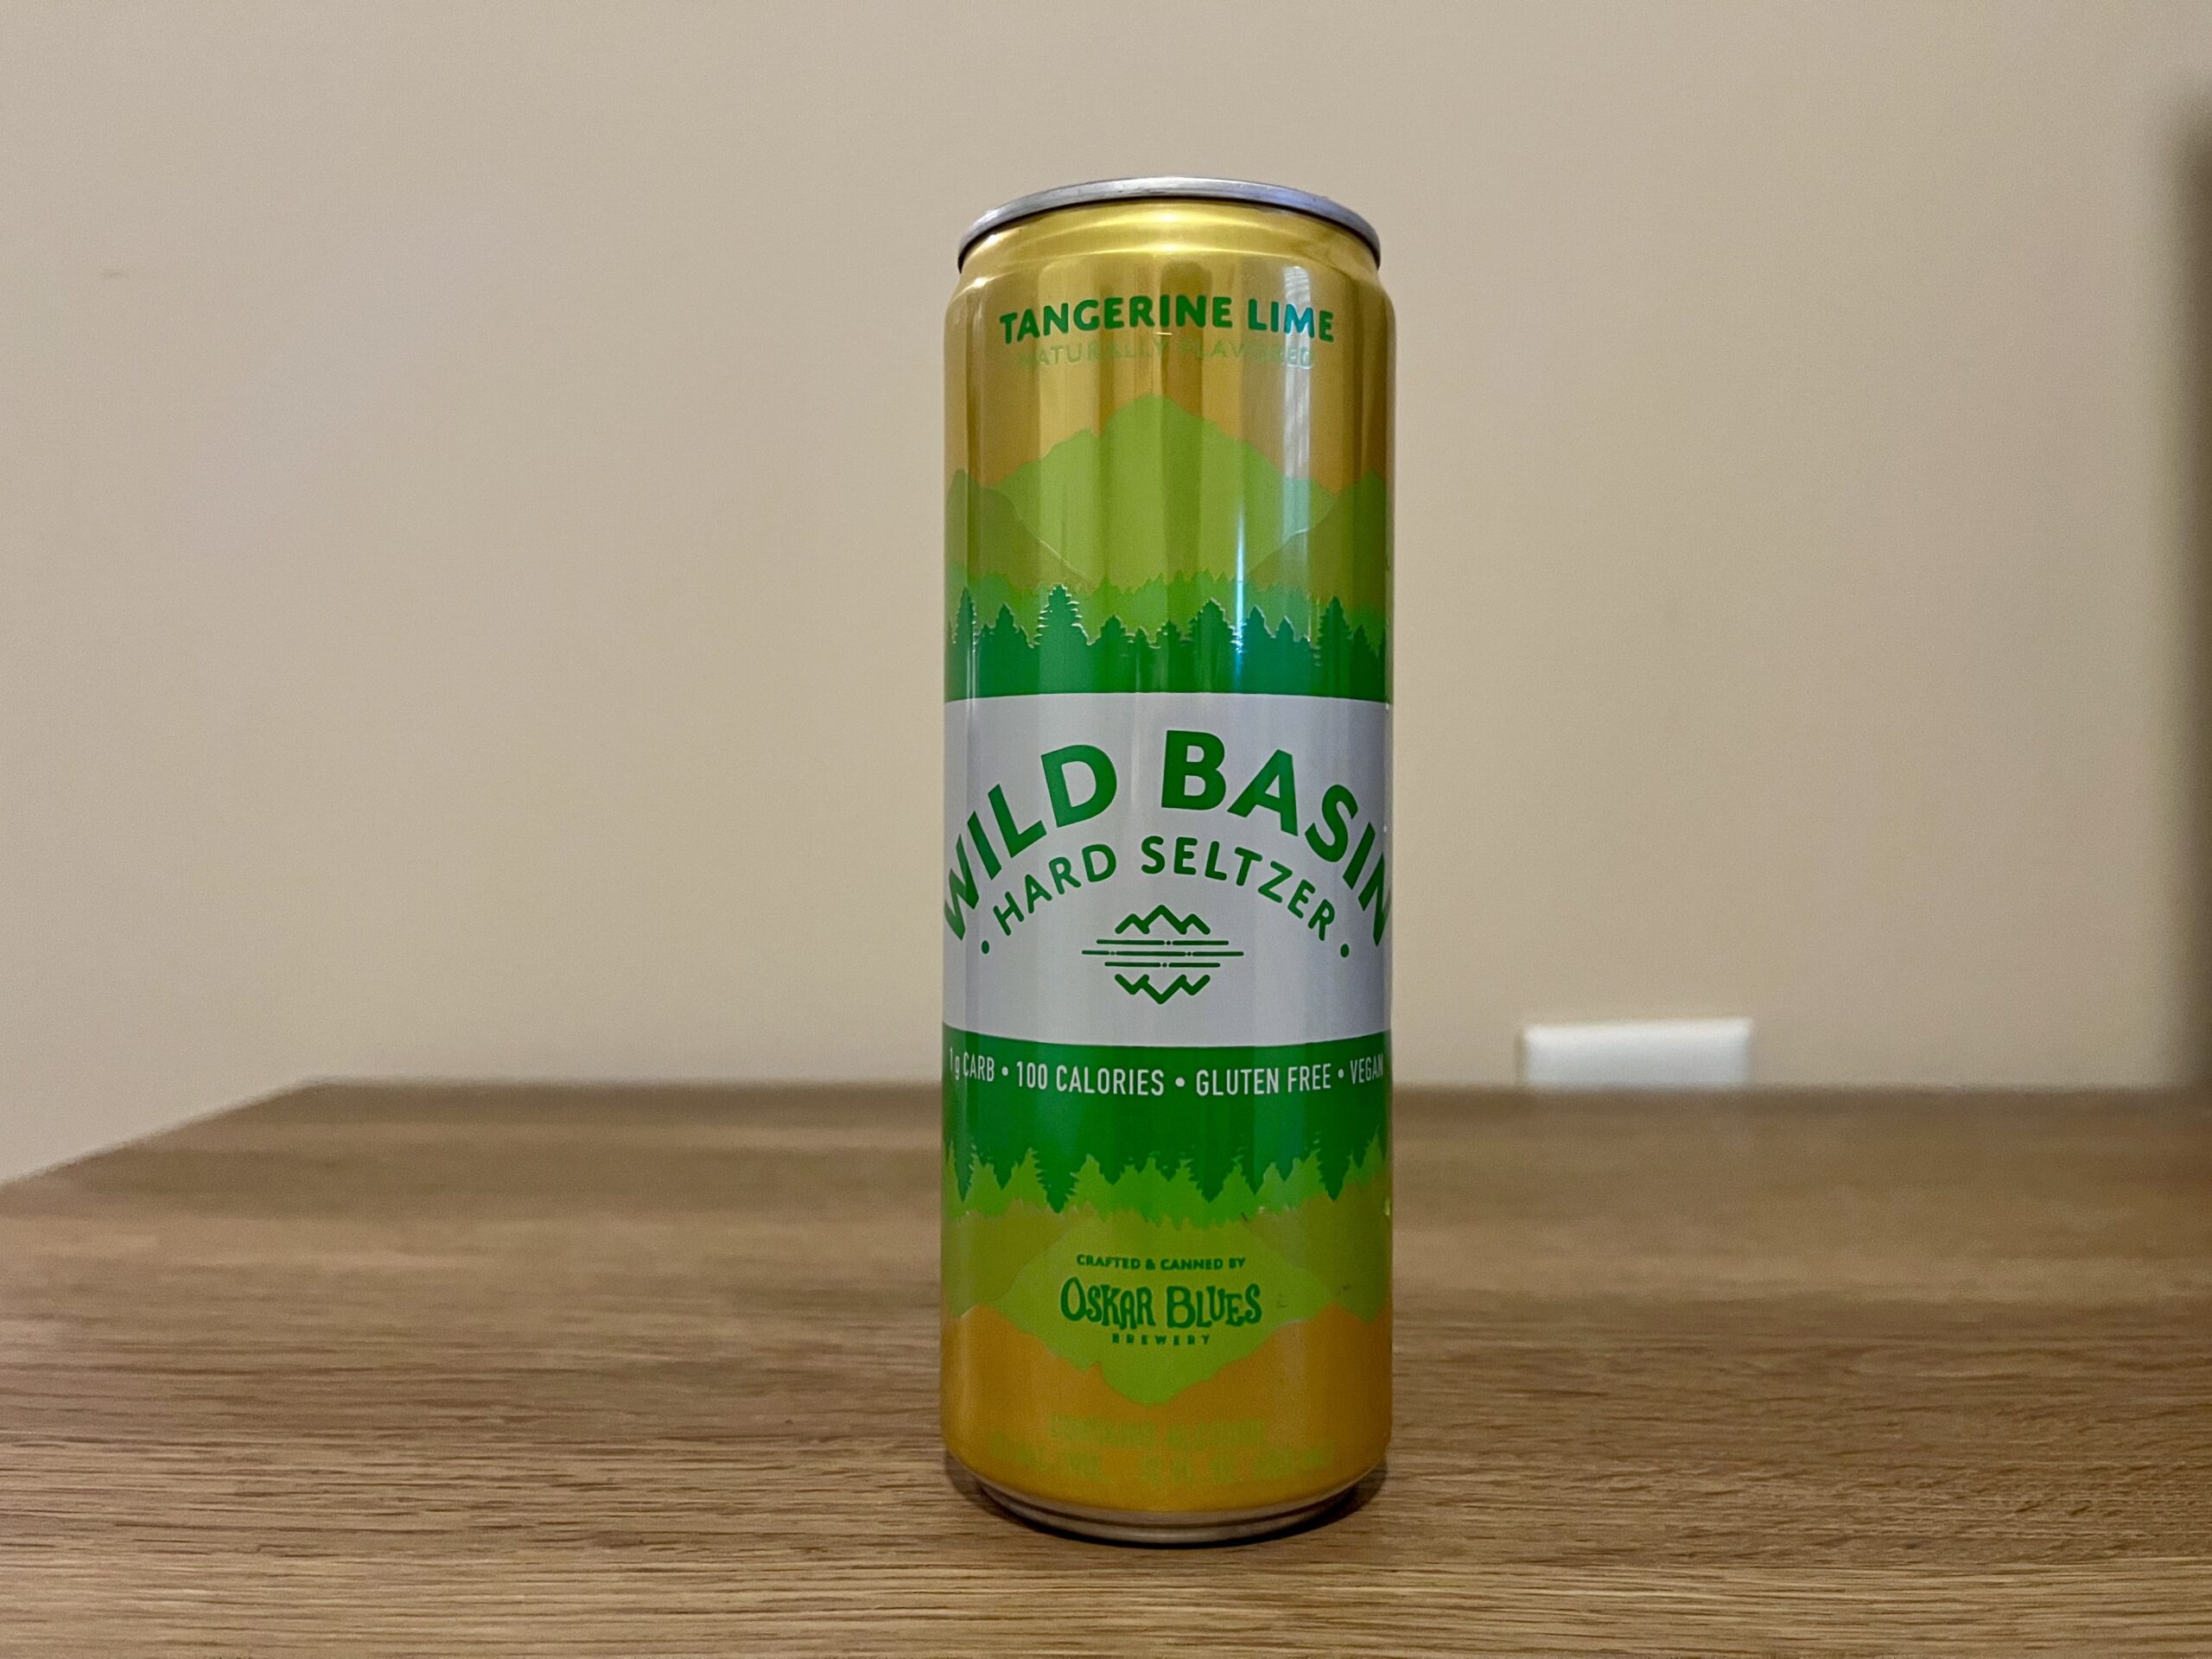 TANGERINE LIME
NATURALLY FLAVORED
WILD BASIN
• HARD SELTZER •
1g CARB • 100 CALORIES • GLUTEN FREE • VEGAN
CRAFTED & CANNED BY
OSKAR BLUES
BREWERY